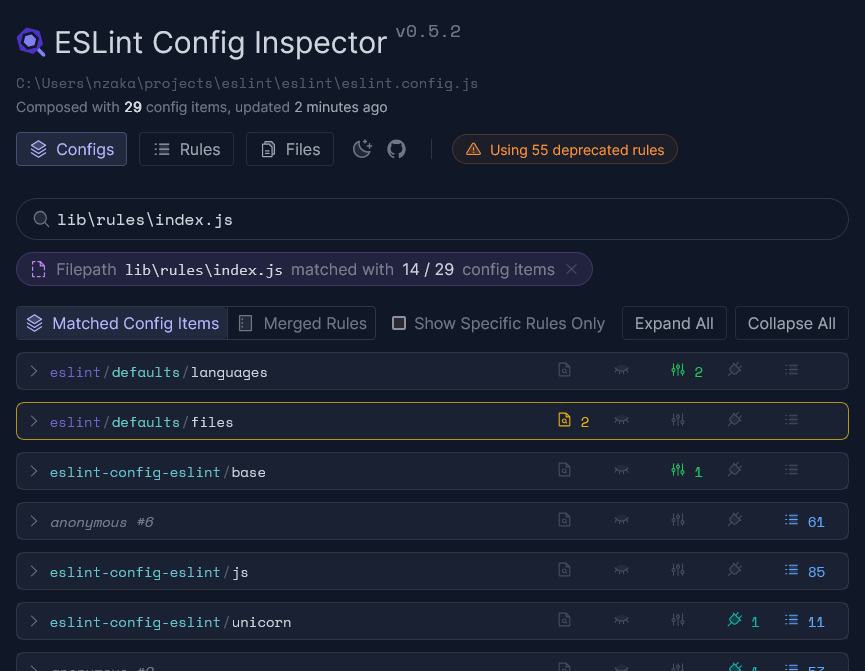 ESLint Config Inspector v0.5.2
C:\Users\nzaka\projects\eslint\eslint\eslint.config.js
Composed with 29 config items, updated 2 minutes ago
Configs Rules Files Using 55 deprecated rules
lib\rules\index.js
Filepath lib\rules\index.js matched with 14 / 29 config items
Matched Config Items Merged Rules Show Specific Rules Only Expand All Collapse All
eslint/defaults/languages 2
eslint/defaults/files 2
eslint-config-eslint/base 1
anonymous #6 61
eslint-config-eslint/js 85
eslint-config-eslint/unicorn 1 11
anonymous